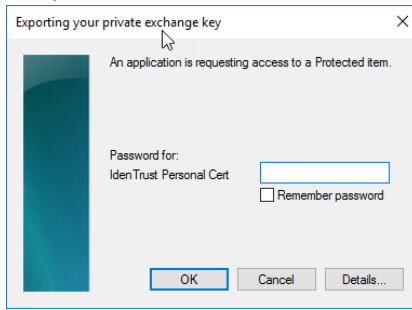 Exporting your private exchange key
An application is requesting access to a Protected item.
Password for:
IdenTrust Personal Cert
Remember password
OK Cancel Details...